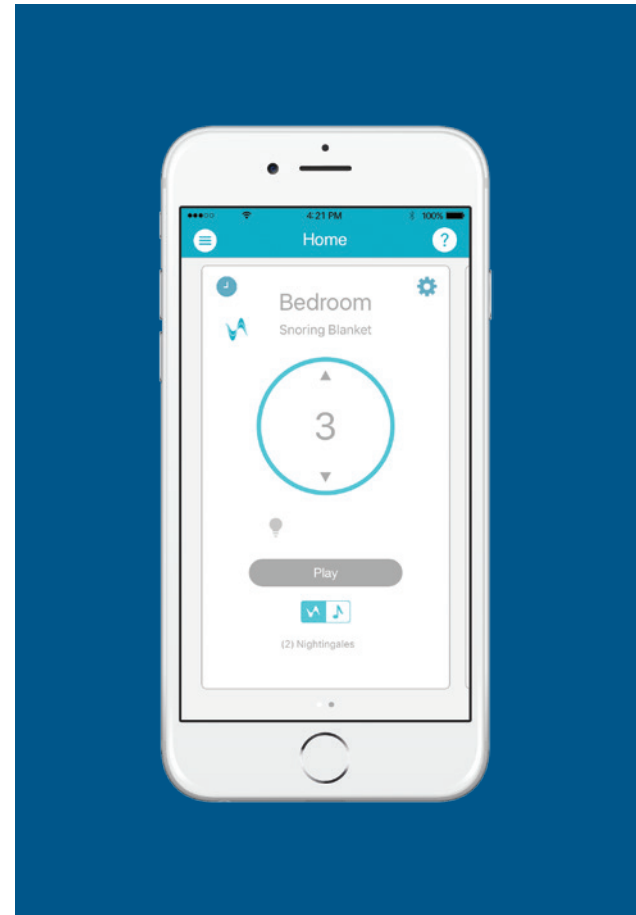 4:21 PM
100%
Home
?
Bedroom
Snoring Blanket
3
Play
(2) Nightingales